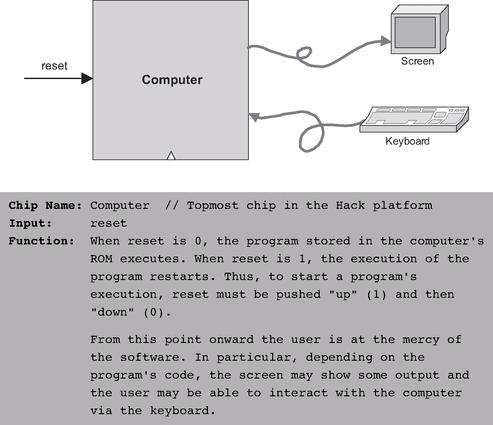 reset
Computer
Screen
Keyboard
Chip Name: Computer // Topmost chip in the Hack platform
Input: reset
Function: When reset is 0, the program stored in the computer's
ROM executes. When reset is 1, the execution of the
program restarts. Thus, to start a program's
execution, reset must be pushed "up" (1) and then
"down" (0).
From this point onward the user is at the mercy of
the software. In particular, depending on the
program's code, the screen may show some output and
the user may be able to interact with the computer
via the keyboard.